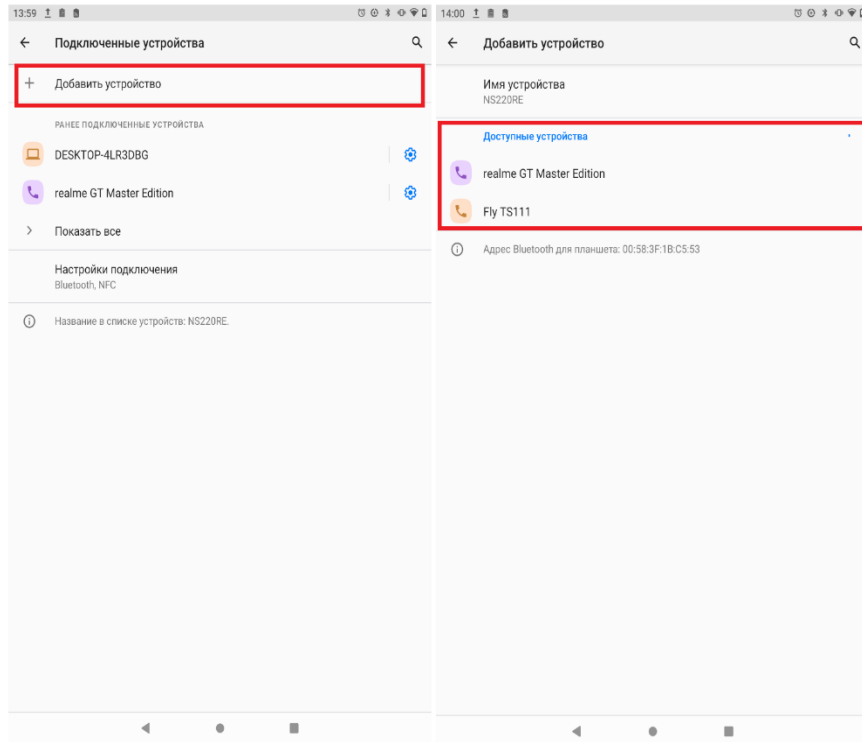 13:59
Подключенные устройства
Добавить устройство
РАНЕЕ ПОДКЛЮЧЕННЫЕ УСТРОЙСТВА
DESKTOP-4LR3DBG
realme GT Master Edition
Показать все
Настройки подключения
Bluetooth, NFC
Название в списке устройств: NS220RE.
14:00
Добавить устройство
Имя устройства
NS220RE
Доступные устройства
realme GT Master Edition
Fly TS111
Адрес Bluetooth для планшета: 00:58:3F:1B:C5:53